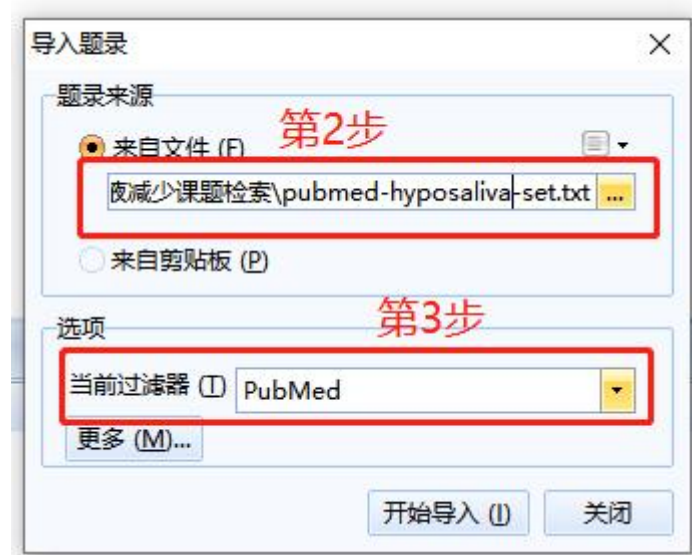 导入题录
题录来源
第2步
来自文件 (F)
夜减少课题检索\pubmed-hyposaliva-set.txt ...
来自剪贴板 (P)
第3步
选项
当前过滤器 (T) PubMed
更多 (M)...
开始导入 (I) 关闭